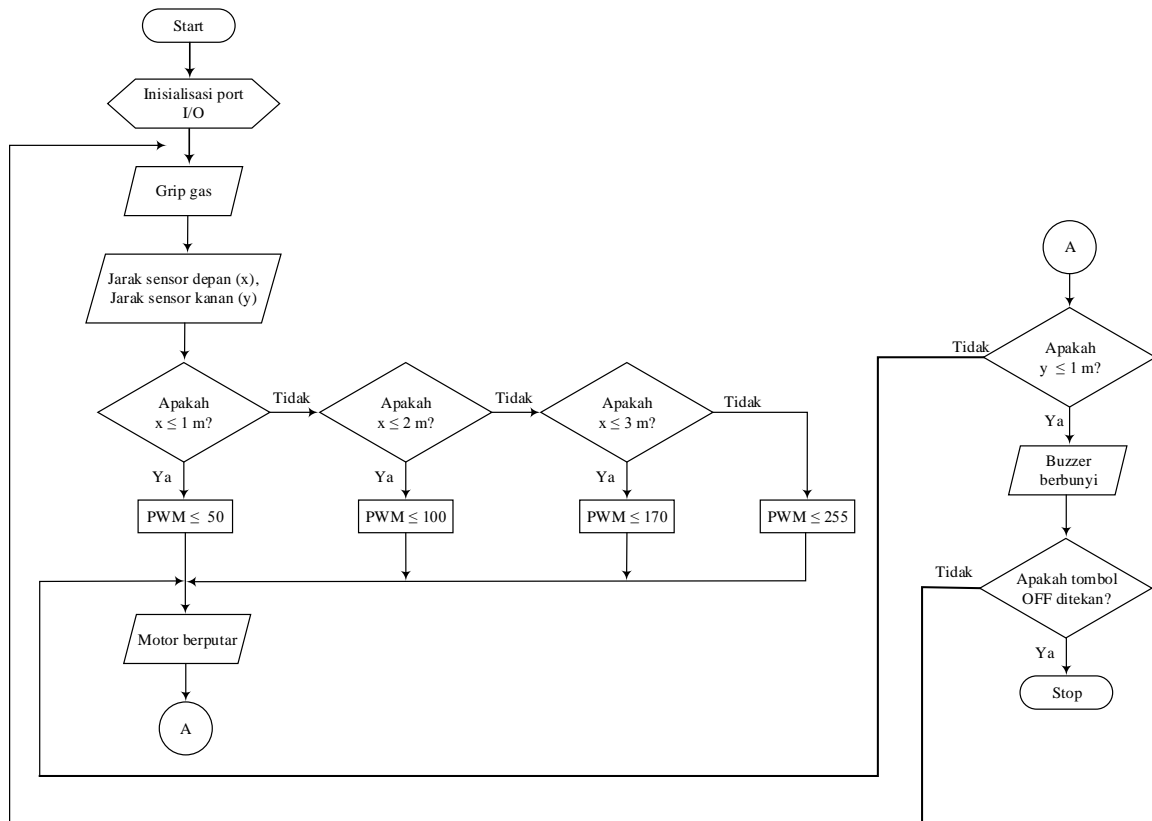 Start
Inisialisasi port
I/O
Grip gas
Jarak sensor depan (x),
Jarak sensor kanan (y)
Apakah
x ≤ 1 m?
Tidak
Apakah
x ≤ 2 m?
Tidak
Apakah
x ≤ 3 m?
Tidak
Ya
Ya
Ya
PWM ≤ 50
PWM ≤ 100
PWM ≤ 170
PWM ≤ 255
Motor berputar
A
A
Apakah
y ≤ 1 m?
Tidak
Ya
Buzzer
berbunyi
Apakah tombol
OFF ditekan?
Tidak
Ya
Stop